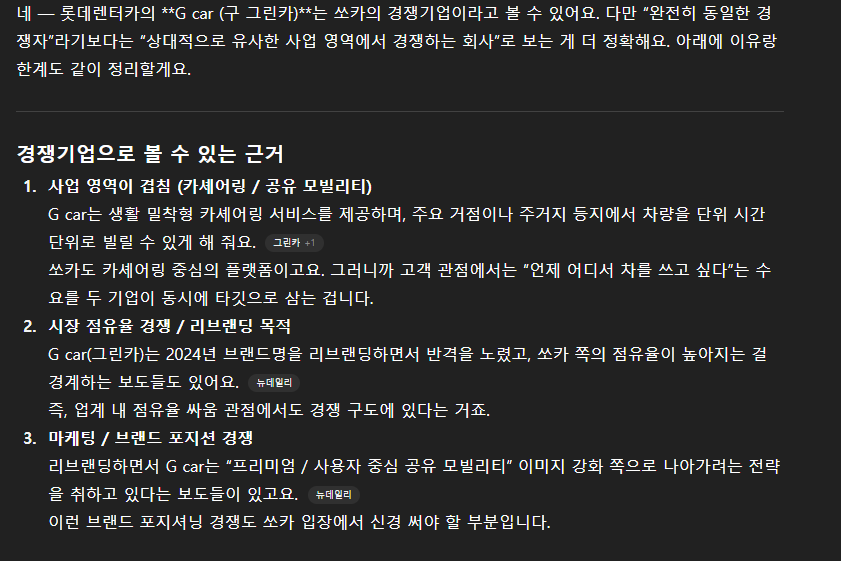 네 — 롯데렌터카의 **G car (구 그린카)**는 쏘카의 경쟁기업이라고 볼 수 있어요. 다만 “완전히 동일한 경
쟁자”라기보다는 “상대적으로 유사한 사업 영역에서 경쟁하는 회사”로 보는 게 더 정확해요. 아래에 이유랑
한계도 같이 정리할게요.
경쟁기업으로 볼 수 있는 근거
1. 사업 영역이 겹침 (카셰어링 / 공유 모빌리티)
G car는 생활 밀착형 카셰어링 서비스를 제공하며, 주요 거점이나 주거지 등지에서 차량을 단위 시간
단위로 빌릴 수 있게 해 줘요. 그린카 +1
쏘카도 카셰어링 중심의 플랫폼이고요. 그러니까 고객 관점에서는 “언제 어디서 차를 쓰고 싶다”는 수
요를 두 기업이 동시에 타깃으로 삼는 겁니다.
2. 시장 점유율 경쟁 / 리브랜딩 목적
G car(그린카)는 2024년 브랜드명을 리브랜딩하면서 반격을 노렸고, 쏘카 쪽의 점유율이 높아지는 걸
경계하는 보도들도 있어요. 뉴데일리
즉, 업계 내 점유율 싸움 관점에서도 경쟁 구도에 있다는 거죠.
3. 마케팅 / 브랜드 포지션 경쟁
리브랜딩하면서 G car는 “프리미엄 / 사용자 중심 공유 모빌리티” 이미지 강화 쪽으로 나아가려는 전략
을 취하고 있다는 보도들이 있고요. 뉴데일리
이런 브랜드 포지셔닝 경쟁도 쏘카 입장에서 신경 써야 할 부분입니다.